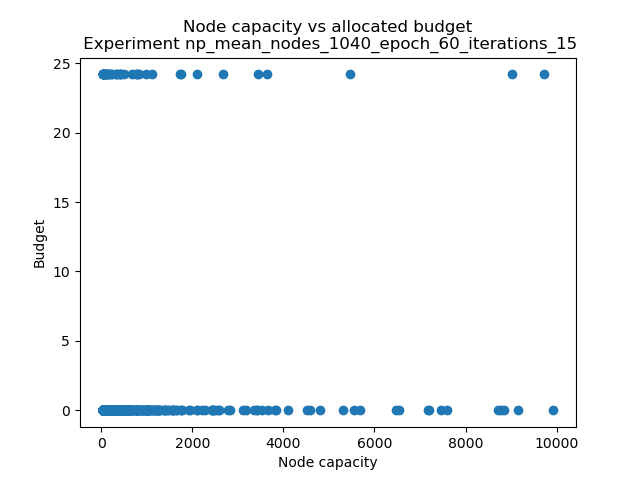 Node capacity vs allocated budget
Experiment np_mean_nodes_1040_epoch_60_iterations_15
25
20
15
10
5
0
Budget
0 2000 4000 6000 8000 10000
Node capacity